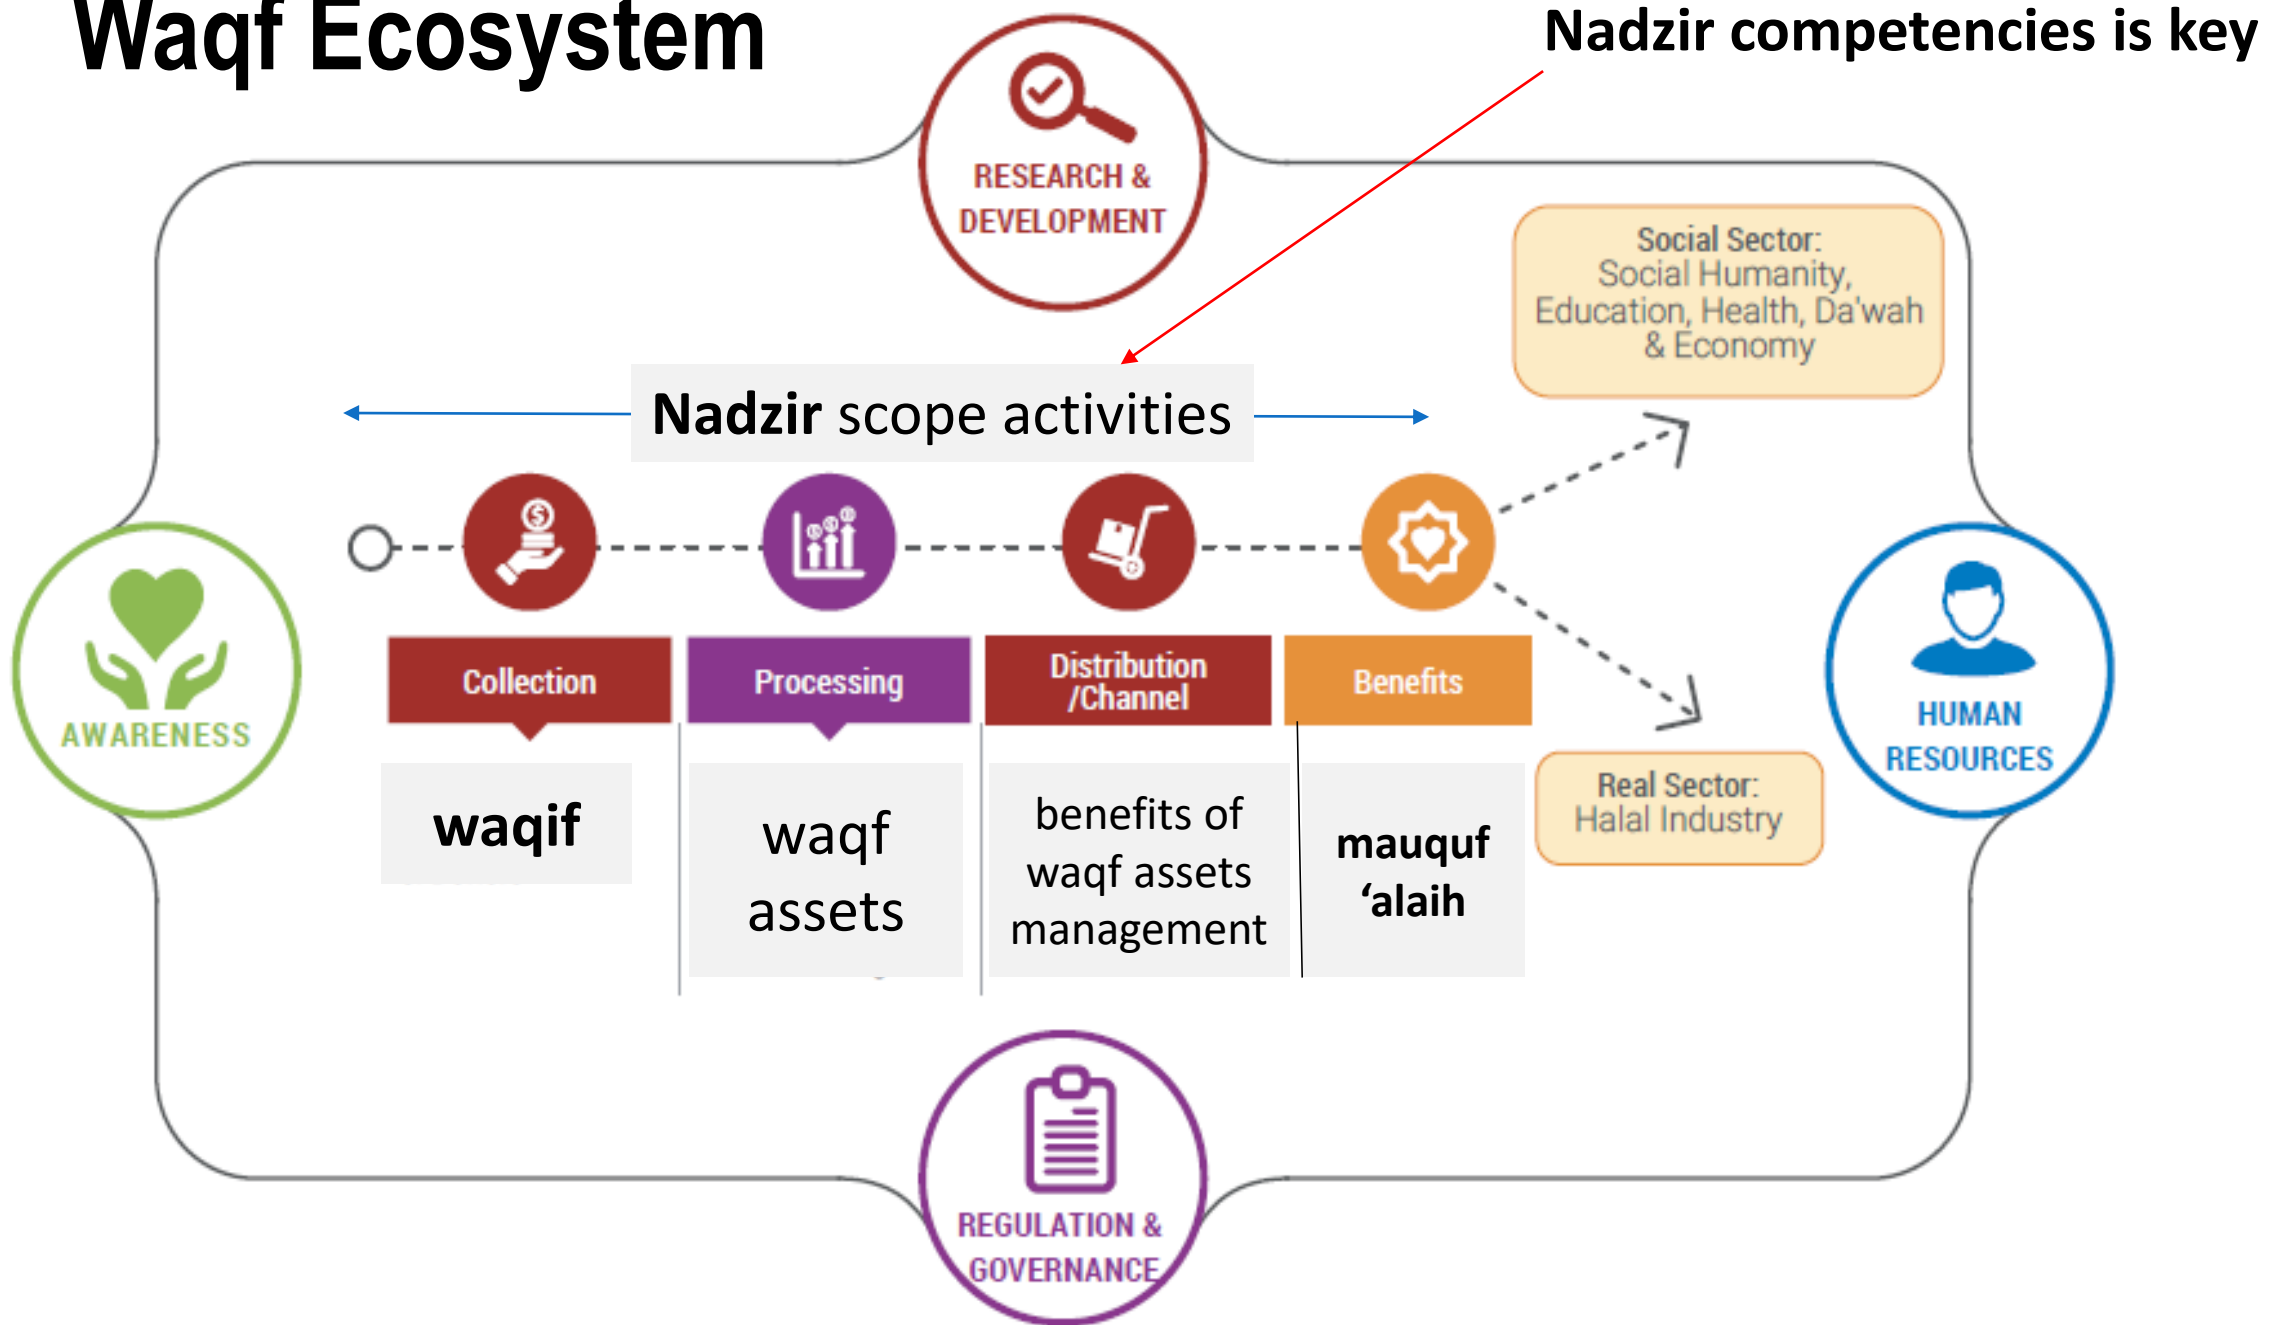 Waqf Ecosystem
Nadzir competencies is key
RESEARCH &
DEVELOPMENT
Social Sector:
Social Humanity,
Education, Health, Da'wah
& Economy
Nadzir scope activities
AWARENESS
Collection
Processing
Distribution
/Channel
Benefits
waqif
waqf
assets
benefits of
waqf assets
management
mauquf
‘alaih
Real Sector:
Halal Industry
HUMAN
RESOURCES
REGULATION &
GOVERNANCE